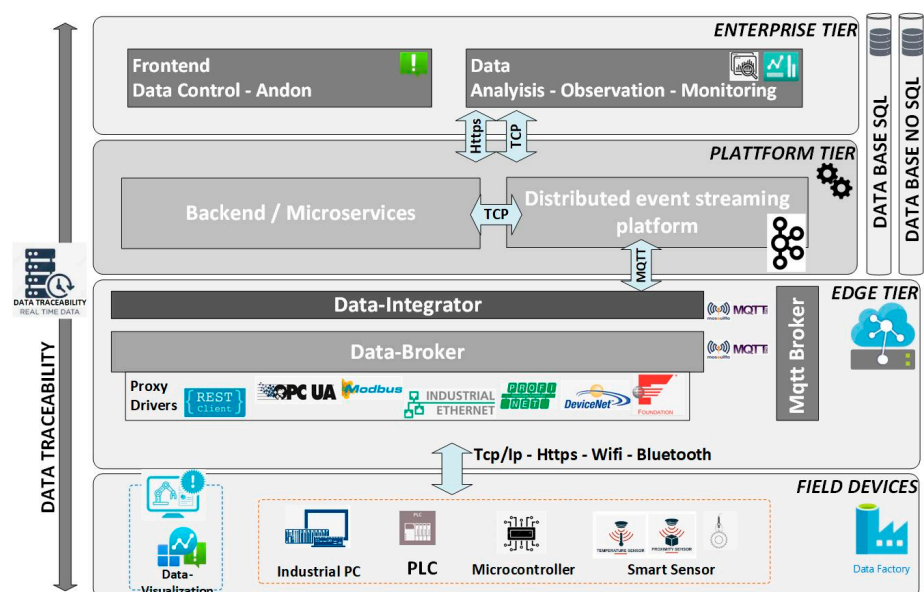 ENTERPRISE TIER
Frontend
Data Control - Andon
Data
Analyisis - Observation - Monitoring
Https
TCP
PLATTFORM TIER
Backend / Microservices
TCP
Distributed event streaming
platform
MQTT
DATA BASE SQL
DATA BASE NO SQL
DATA TRACEABILITY
REAL TIME DATA
DATA TRACEABILITY
EDGE TIER
Data-Integrator
MQTT
Data-Broker
MQTT
Mqtt Broker
Proxy
Drivers
{ REST }
Client
OPC UA
Modbus
INDUSTRIAL
ETHERNET
PROFI
NET
DeviceNet
FOUNDATION
Tcp/Ip - Https - Wifi - Bluetooth
FIELD DEVICES
Data-
Visualization
Industrial PC
PLC
PLC
Microcontroller
TEMPERATURE SENSOR
PROXIMITY SENSOR
Smart Sensor
Data Factory